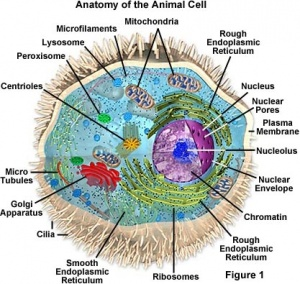 Anatomy of the Animal Cell
Microfilaments
Mitochondria
Lysosome
Rough
Endoplasmic
Reticulum
Peroxisome
Centrioles
Nucleus
Nuclear
Pores
Plasma
Membrane
Nucleolus
Micro
Tubules
Nuclear
Envelope
Golgi
Apparatus
Chromatin
Cilia
Rough
Endoplasmic
Reticulum
Smooth
Endoplasmic
Reticulum
Ribosomes
Figure 1